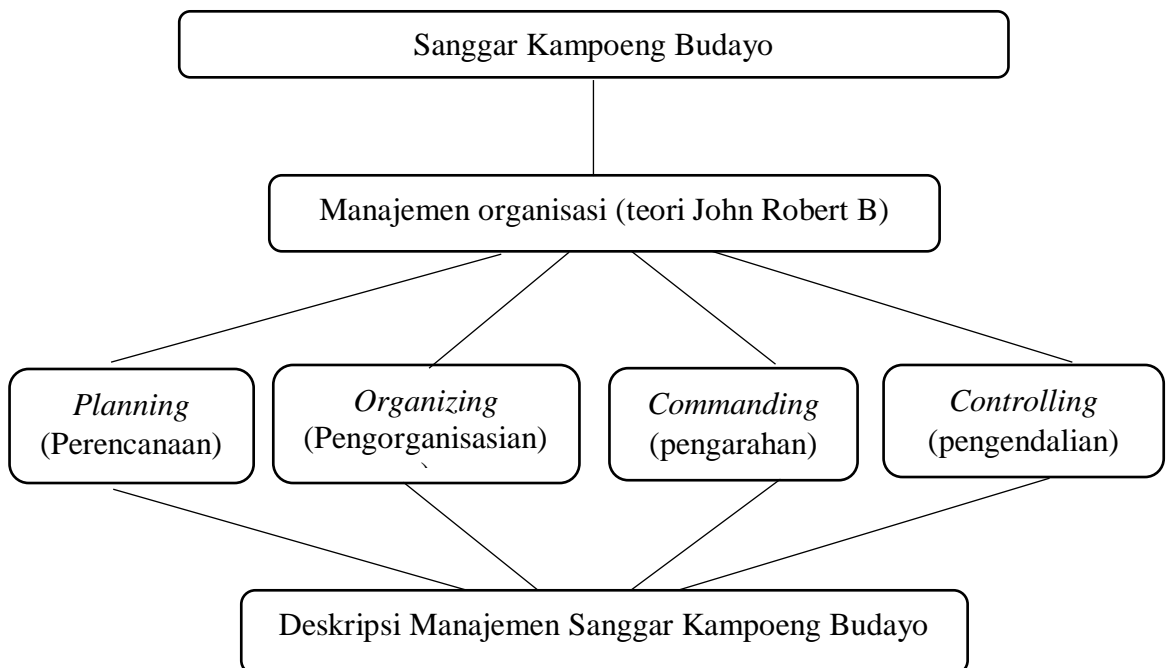 Sanggar Kampoeng Budayo
Manajemen organisasi (teori John Robert B)
Planning
(Perencanaan)
Organizing
(Pengorganisasian)
Commanding
(pengarahan)
Controlling
(pengendalian)
Deskripsi Manajemen Sanggar Kampoeng Budayo